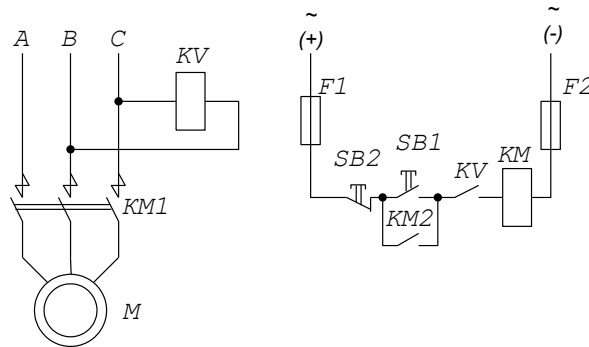 ~ ~
(+) (-)
A B C KV
F1 F2
SB2 SB1 KV KM
KM1 KM2
M